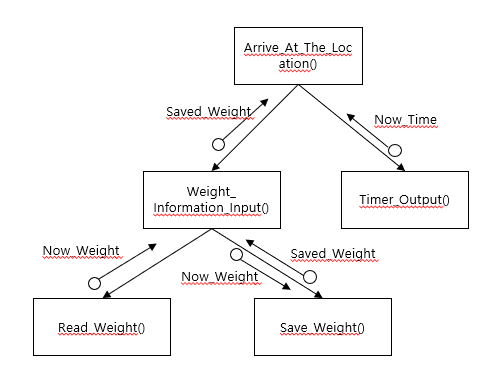 Arrive_At_The_Loc
ation()
Saved_Weight
Now_Time
Weight_
Information_Input()
Timer_Output()
Now_Weight
Saved_Weight
Now_Weight
Read_Weight()
Save_Weight()